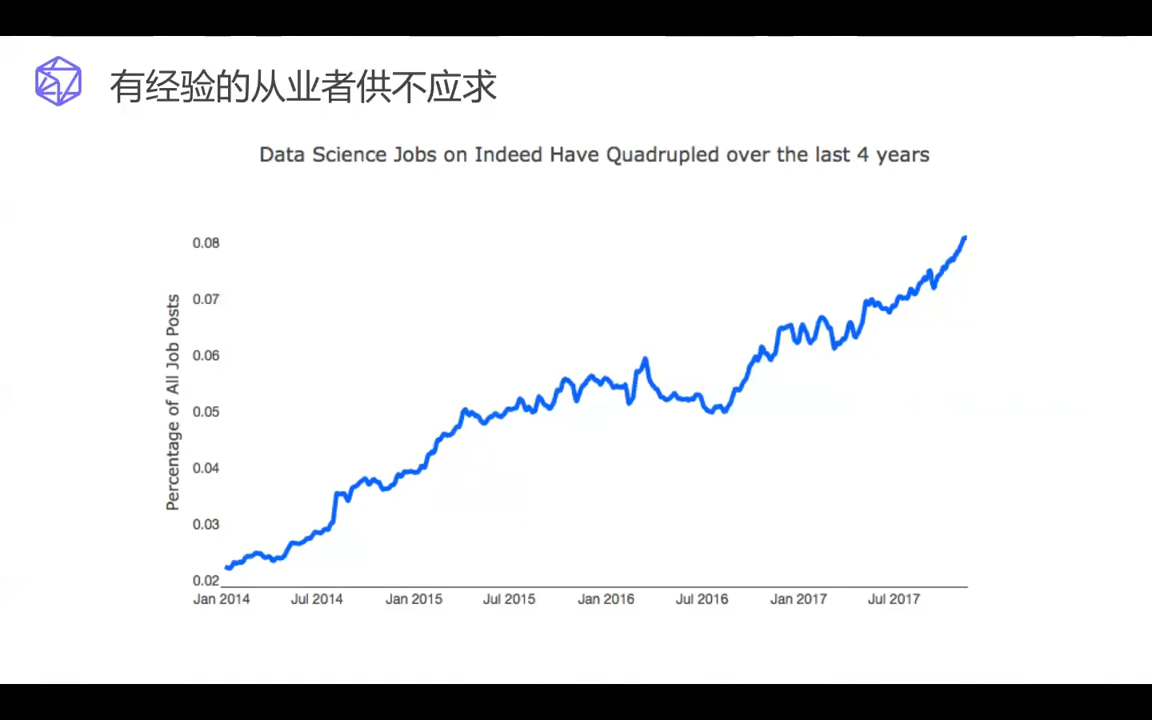 有经验的从业者供不应求
Data Science Jobs on Indeed Have Quadrupled over the last 4 years
Percentage of All Job Posts
0.08
0.07
0.06
0.05
0.04
0.03
0.02
Jan 2014 Jul 2014 Jan 2015 Jul 2015 Jan 2016 Jul 2016 Jan 2017 Jul 2017